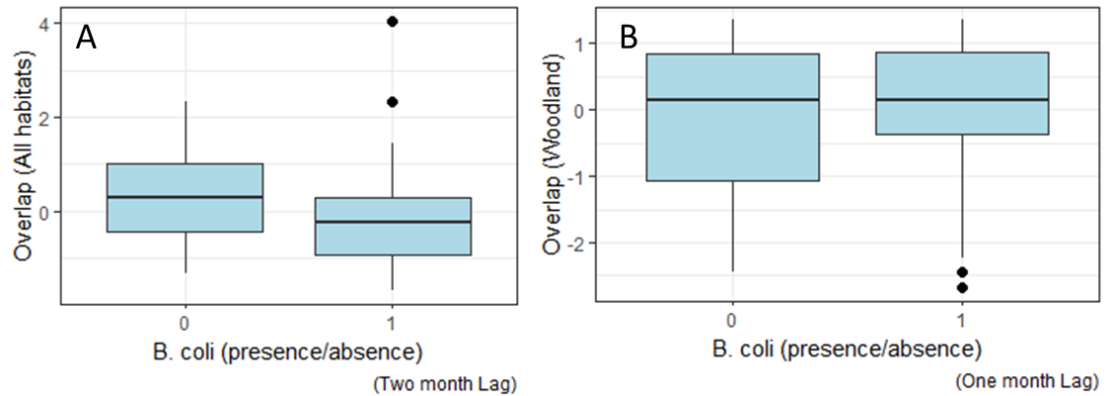 A
4
2
0
Overlap (All habitats)
0 1
B. coli (presence/absence)
(Two month Lag)
B
1
0
-1
-2
Overlap (Woodland)
0 1
B. coli (presence/absence)
(One month Lag)